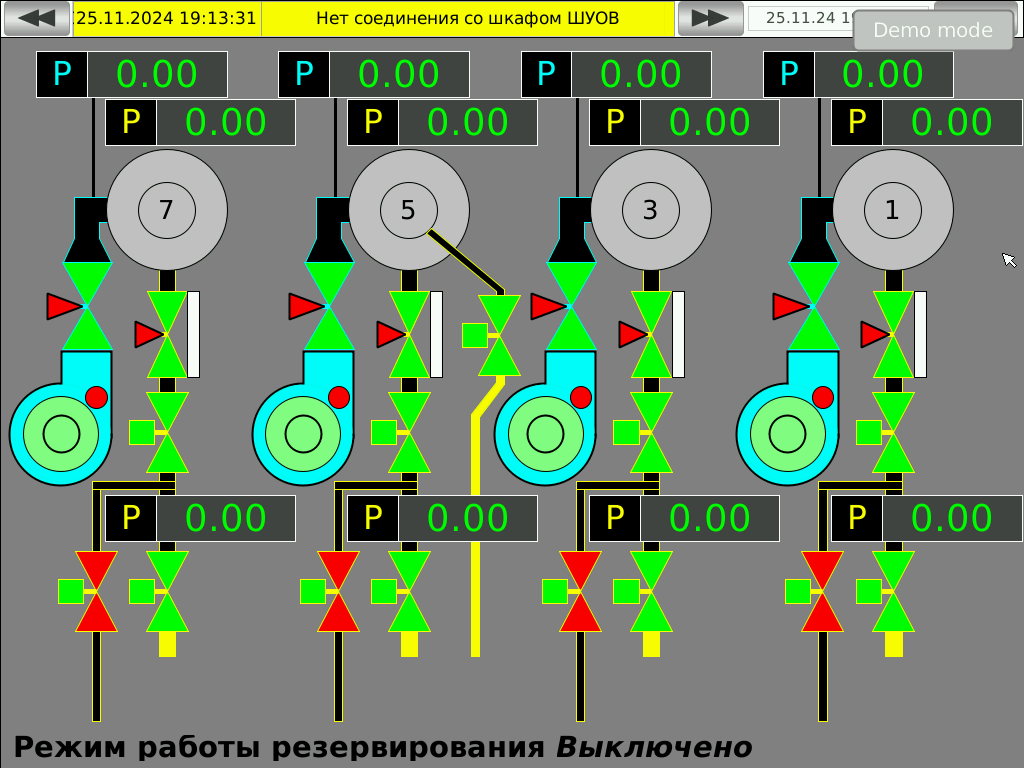 25.11.2024 19:13:31 Нет соединения со шкафом ШУОВ 25.11.24 19
Demo mode
P 0.00 P 0.00 P 0.00 P 0.00
P 0.00 P 0.00 P 0.00 P 0.00
7 5 3 1
P 0.00 P 0.00 P 0.00 P 0.00
Режим работы резервирования Выключено